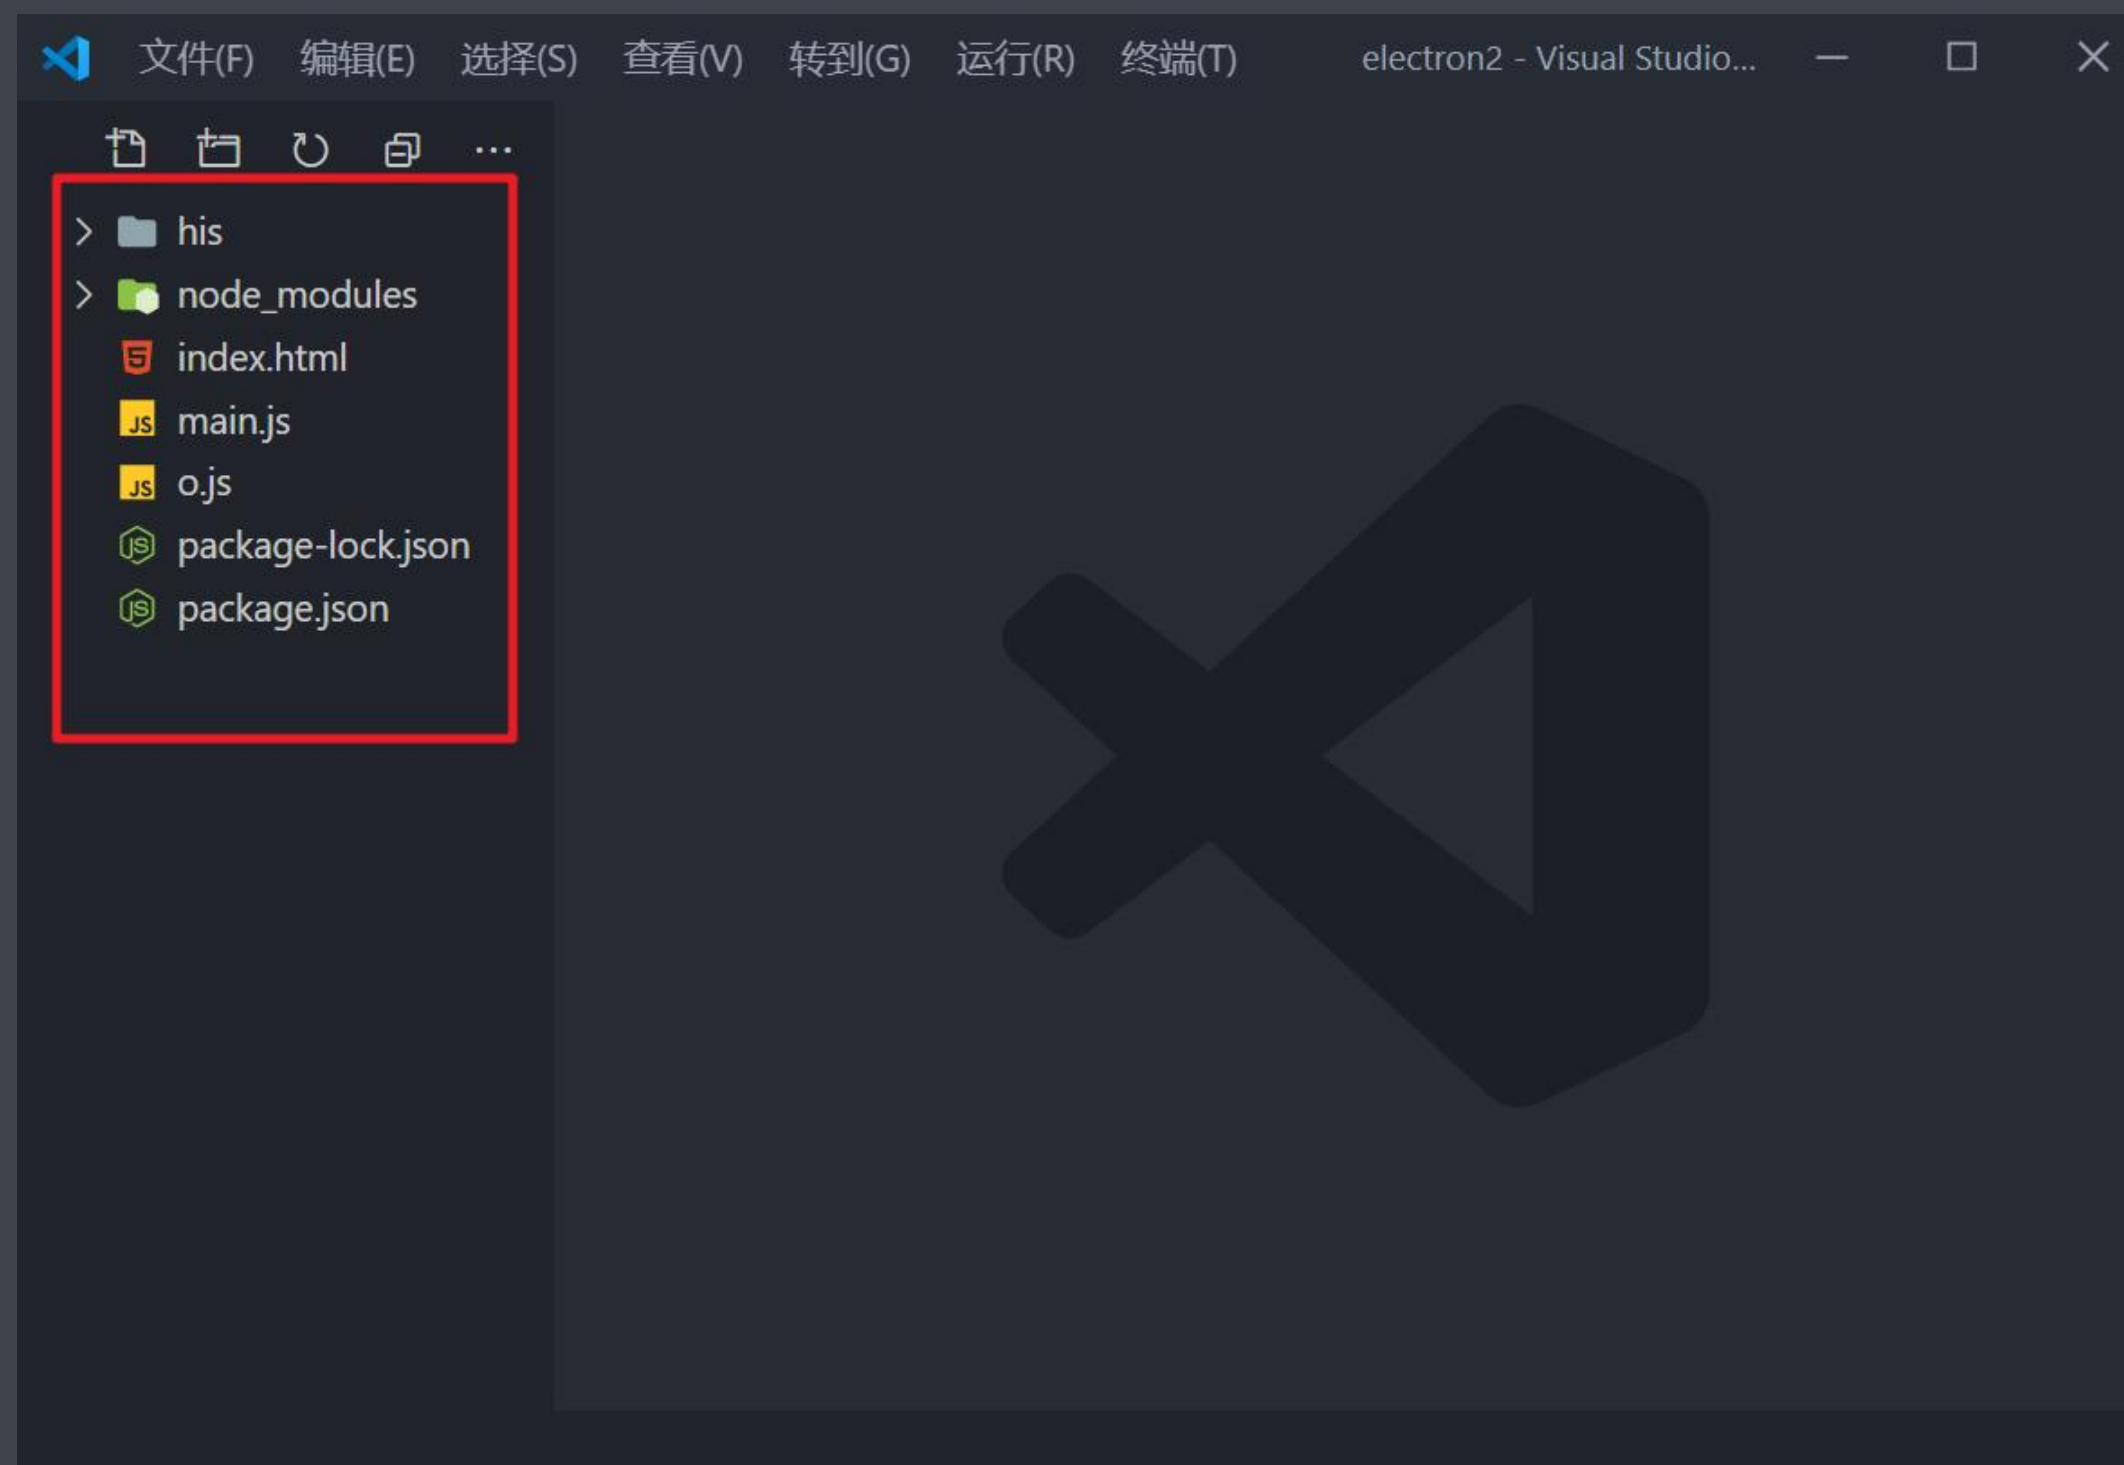 文件(F) 编辑(E) 选择(S) 查看(V) 转到(G) 运行(R) 终端(T) electron2 - Visual Studio...
his
node_modules
index.html
main.js
o.js
package-lock.json
package.json